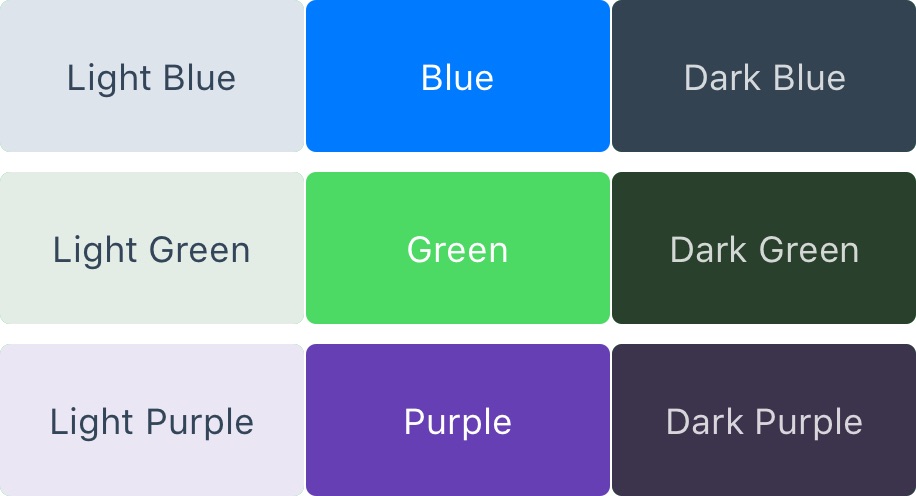 Light Blue
Blue
Dark Blue
Light Green
Green
Dark Green
Light Purple
Purple
Dark Purple